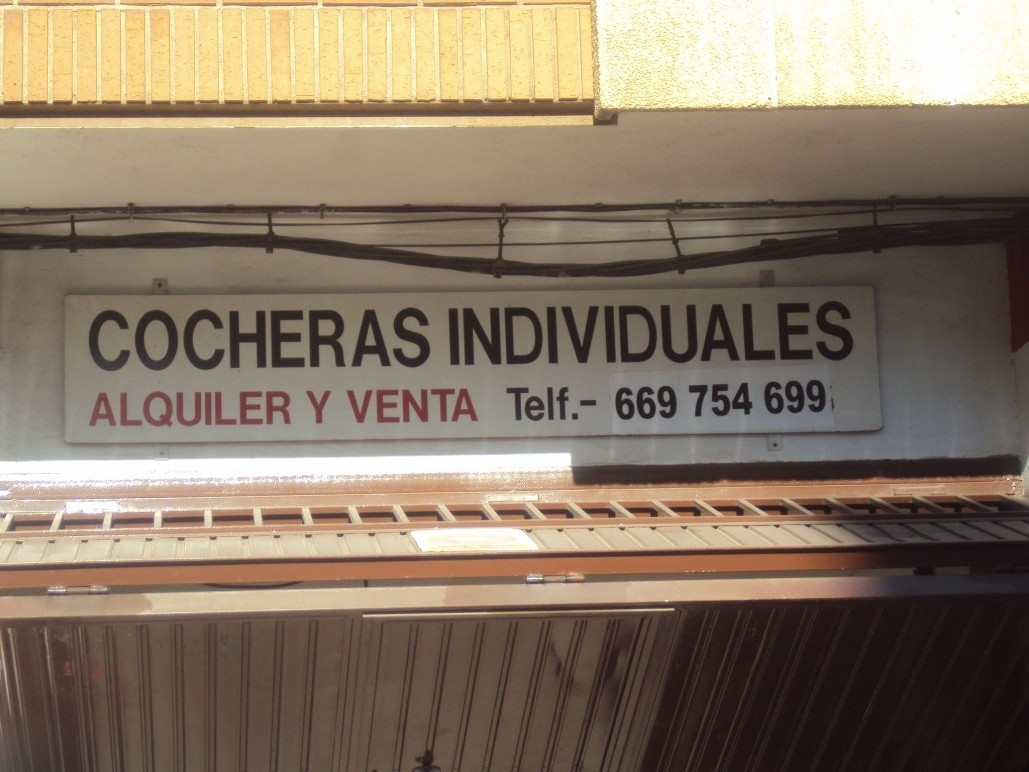 COCHERAS INDIVIDUALES
ALQUILER Y VENTA Telf.- 669 754 699